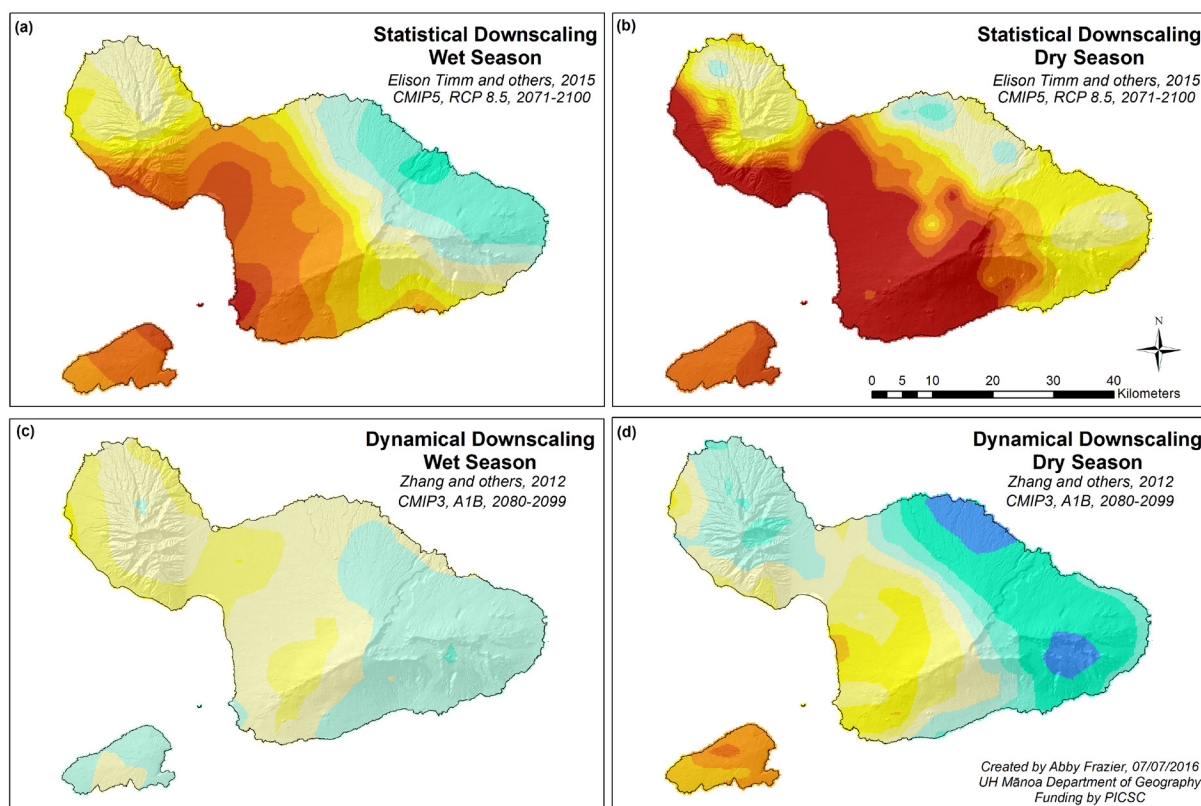 (a)
Statistical Downscaling
Wet Season
Elison Timm and others, 2015
CMIP5, RCP 8.5, 2071-2100
(b)
Statistical Downscaling
Dry Season
Elison Timm and others, 2015
CMIP5, RCP 8.5, 2071-2100
N
0 5 10 20 30 40
Kilometers
(c)
Dynamical Downscaling
Wet Season
Zhang and others, 2012
CMIP3, A1B, 2080-2099
(d)
Dynamical Downscaling
Dry Season
Zhang and others, 2012
CMIP3, A1B, 2080-2099
Created by Abby Frazier, 07/07/2016
UH Mānoa Department of Geography
Funding by PICSC